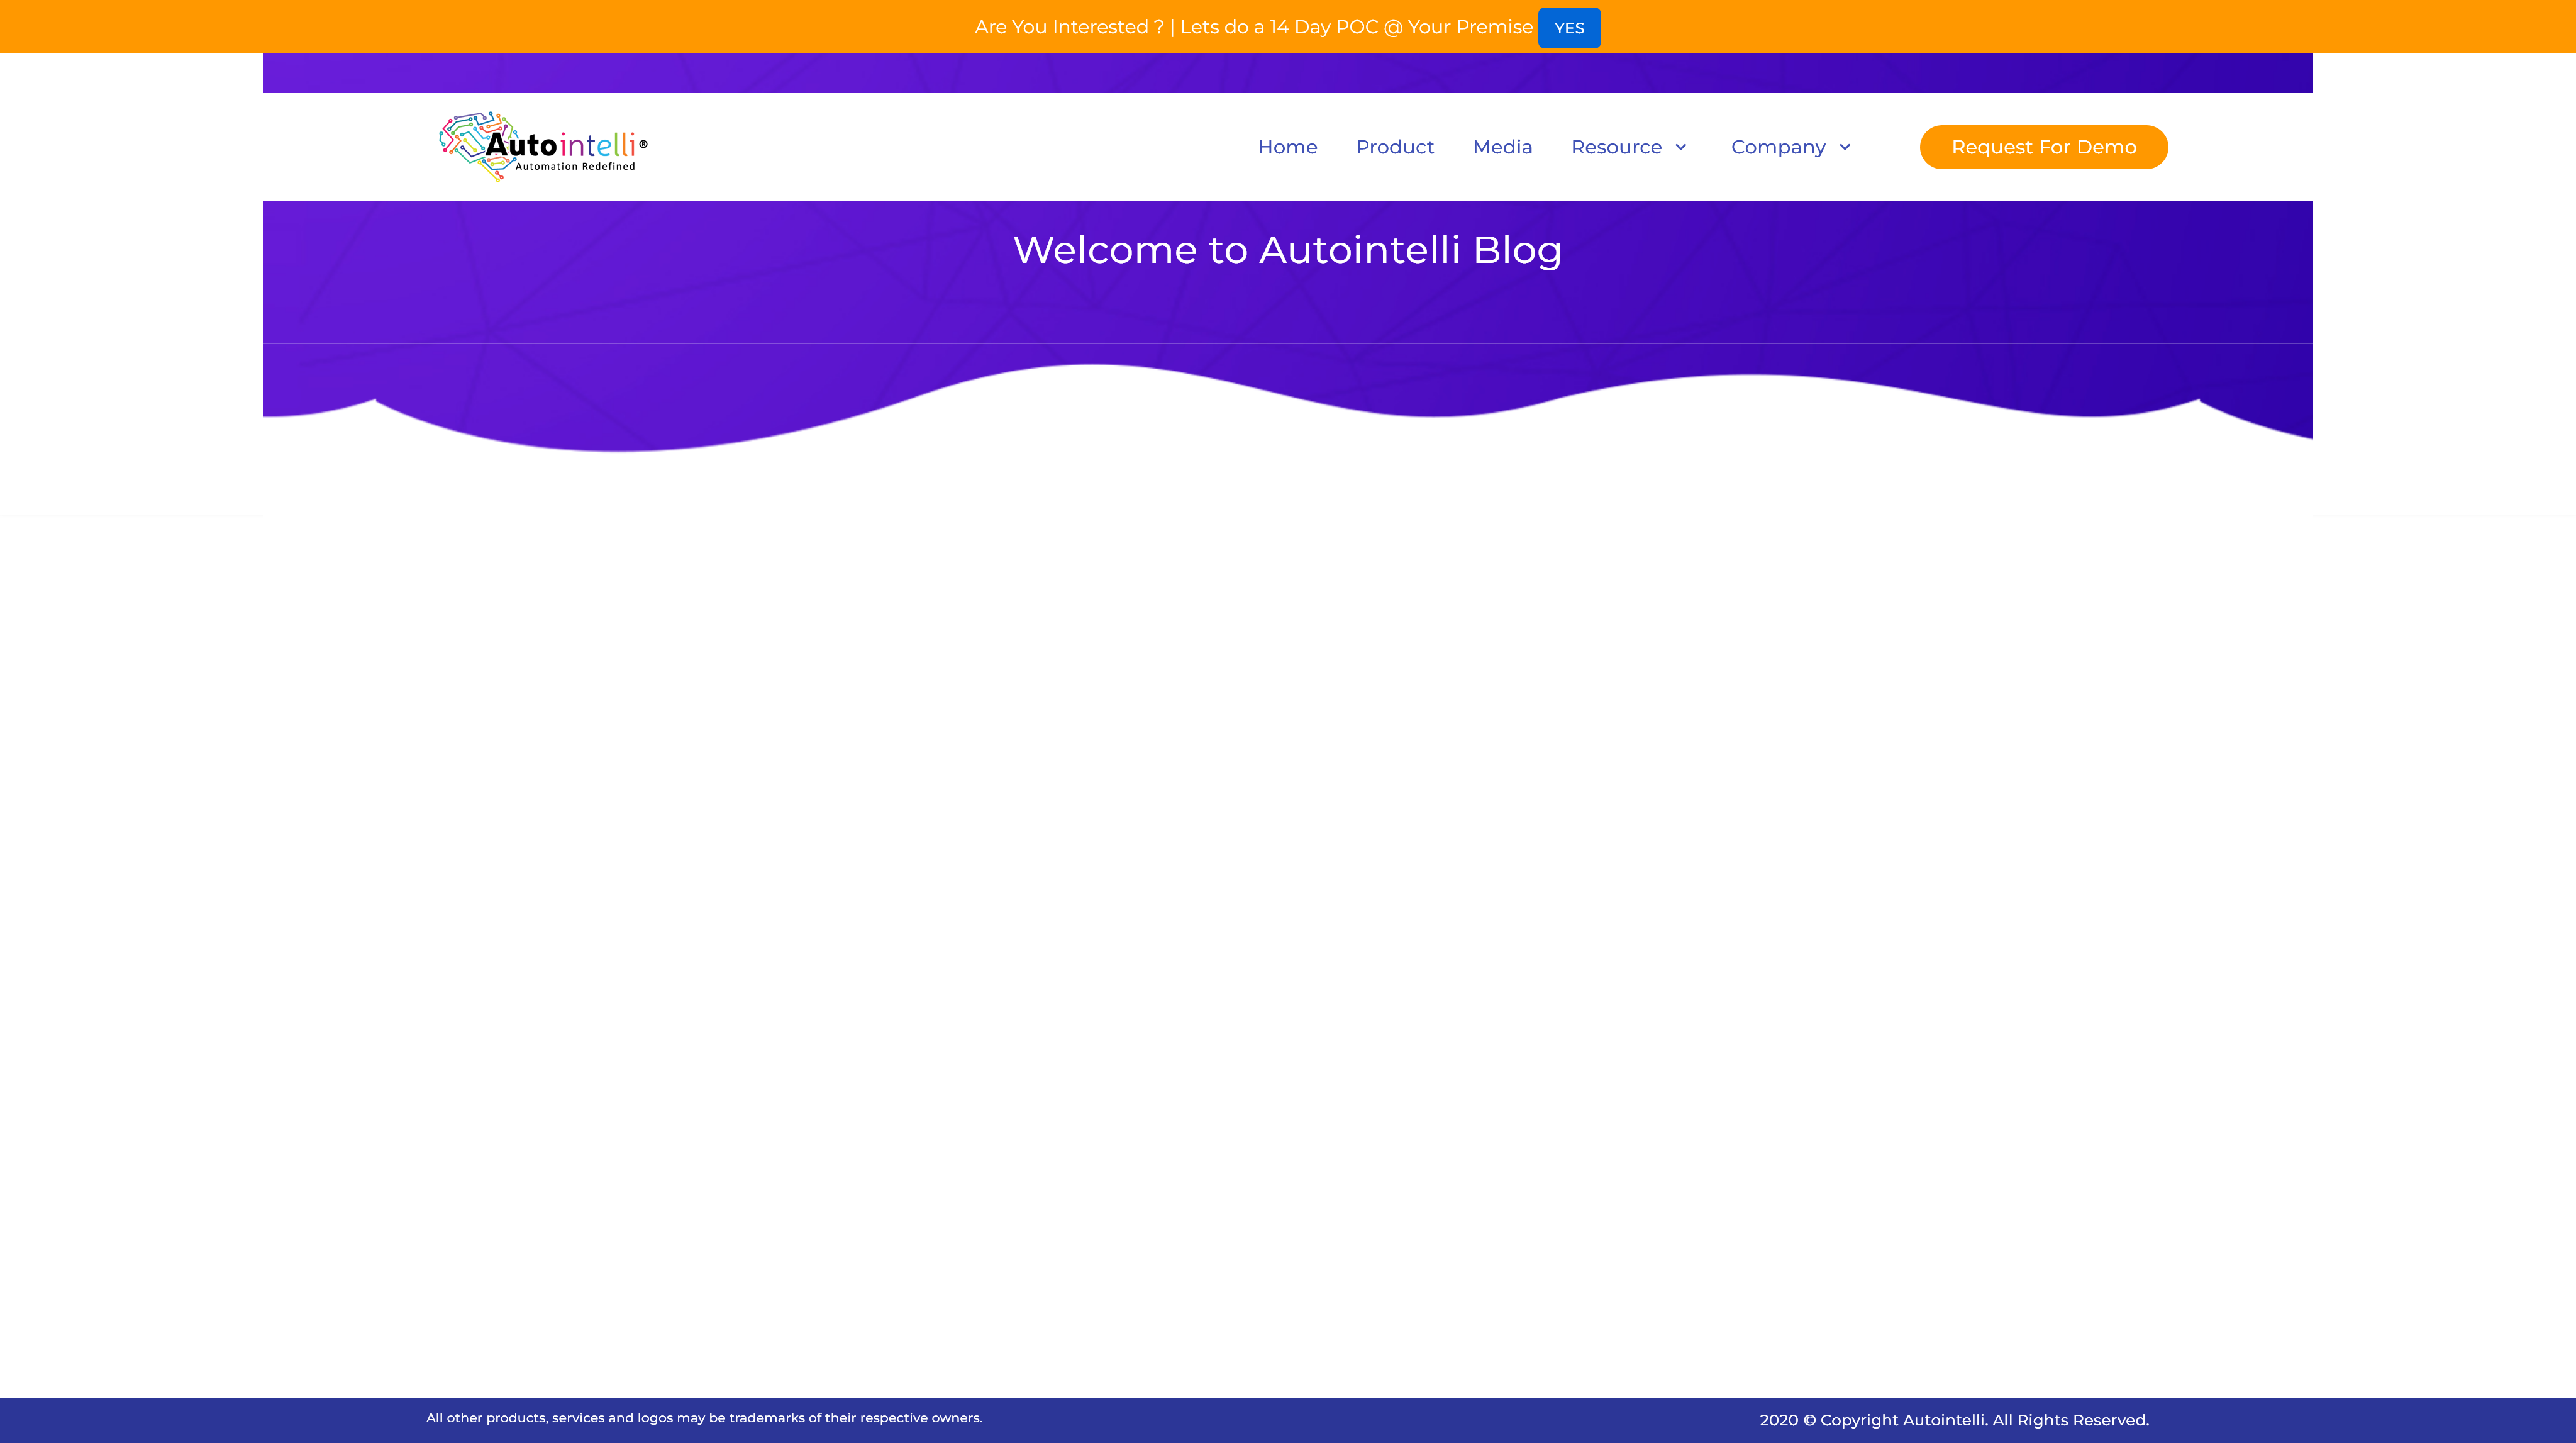 Are You Interested ? | Lets do a 14 Day POC @ Your Premise YES
Autointelli®
Automation Redefined
Home Product Media Resource Company Request For Demo
Welcome to Autointelli Blog
All other products, services and logos may be trademarks of their respective owners.
2020 © Copyright Autointelli. All Rights Reserved.